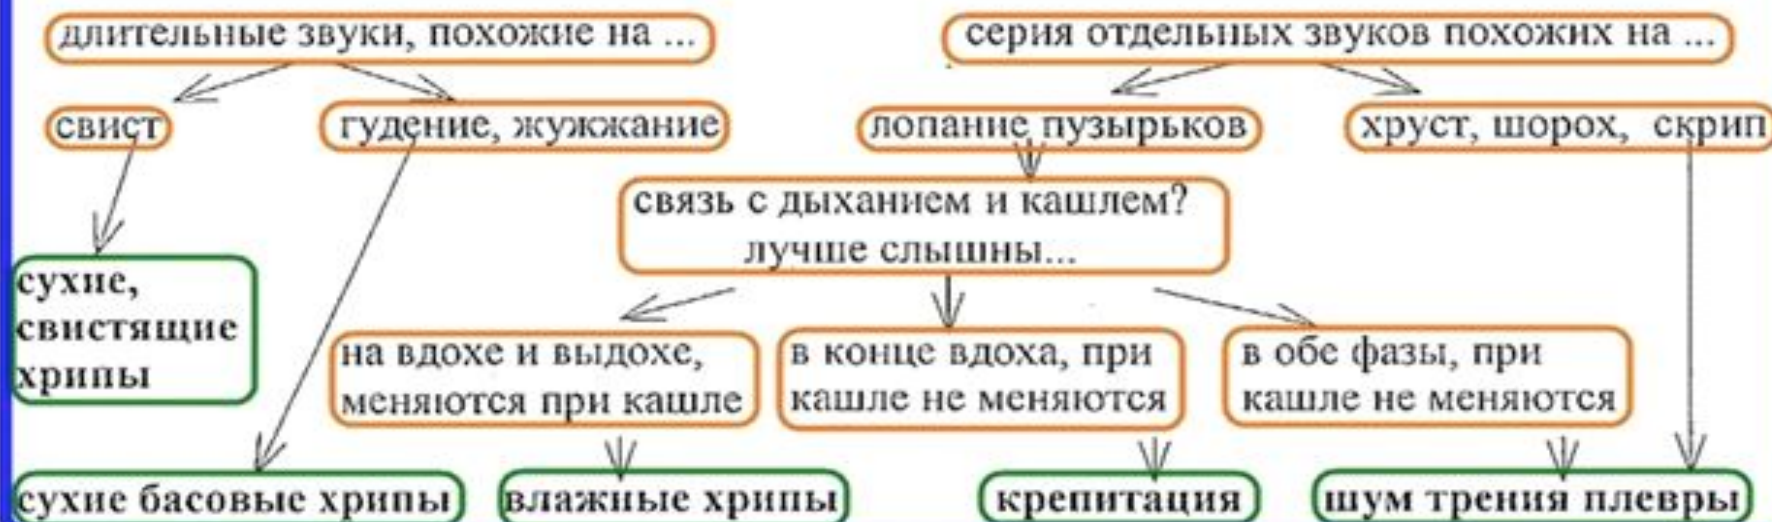 длительные звуки, похожие на ...
серия отдельных звуков похожих на ...
свист
гудение, жужжание
лопание пузырьков
хруст, шорох, скрип
связь с дыханием и кашлем?
лучше слышны...
сухие,
свистящие
хрипы
на вдохе и выдохе,
меняются при кашле
в конце вдоха, при
кашле не меняются
в обе фазы, при
кашле не меняются
сухие басовые хрипы
влажные хрипы
крепитация
шум трения плевры